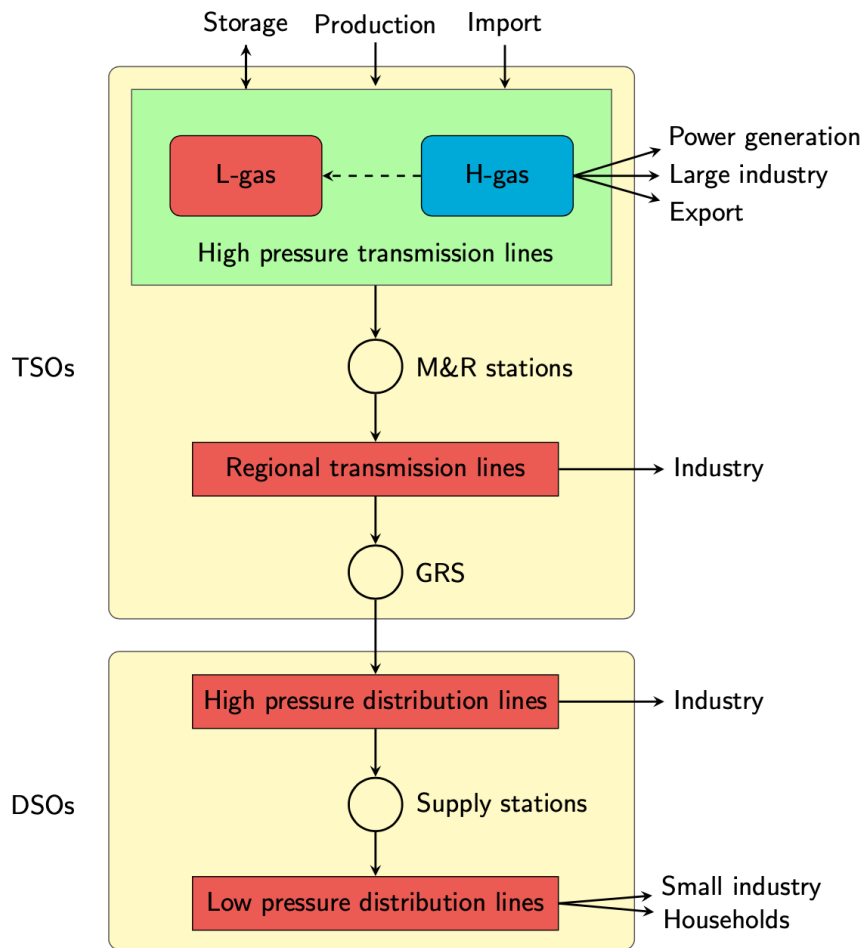 Storage
Production
Import
L-gas
H-gas
Power generation
Large industry
Export
High pressure transmission lines
TSOs
M&R stations
Regional transmission lines
Industry
GRS
High pressure distribution lines
Industry
DSOs
Supply stations
Low pressure distribution lines
Small industry
Households